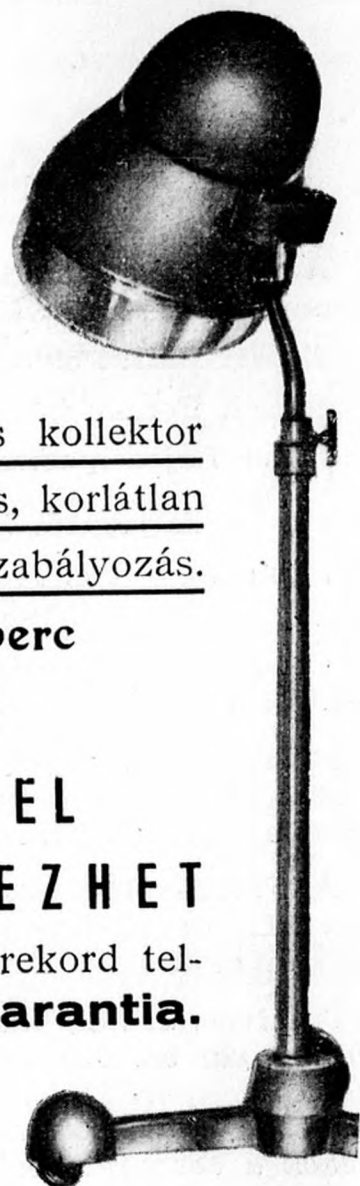 s kollektor
s, korlátlan
zabályozás.
perc
EL
EZHET
rekord tel-
arantia.